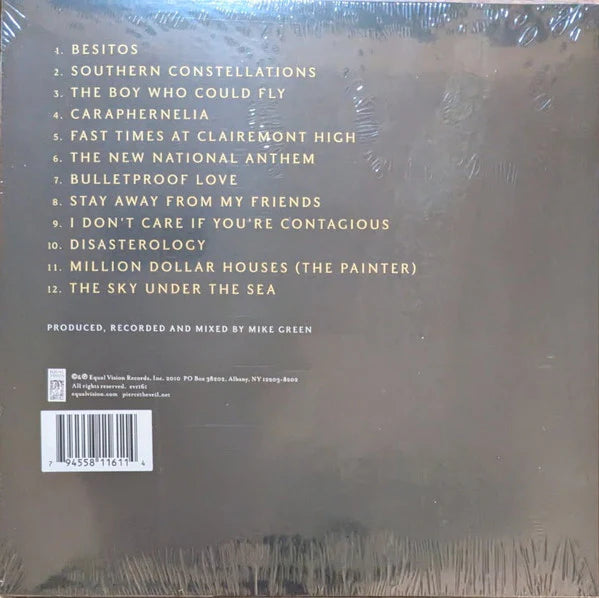 1. BESITOS
2. SOUTHERN CONSTELLATIONS
3. THE BOY WHO COULD FLY
4. CARAPHERNELIA
5. FAST TIMES AT CLAIREMONT HIGH
6. THE NEW NATIONAL ANTHEM
7. BULLETPROOF LOVE
8. STAY AWAY FROM MY FRIENDS
9. I DON'T CARE IF YOU'RE CONTAGIOUS
10. DISASTEROLOGY
11. MILLION DOLLAR HOUSES (THE PAINTER)
12. THE SKY UNDER THE SEA
PRODUCED, RECORDED AND MIXED BY MIKE GREEN
©&℗ Equal Vision Records, Inc. 2010 PO Box 38202, Albany, NY 12203-8202
All rights reserved. evr161
equalvision.com piercetheveil.net
7 94558 11611 4